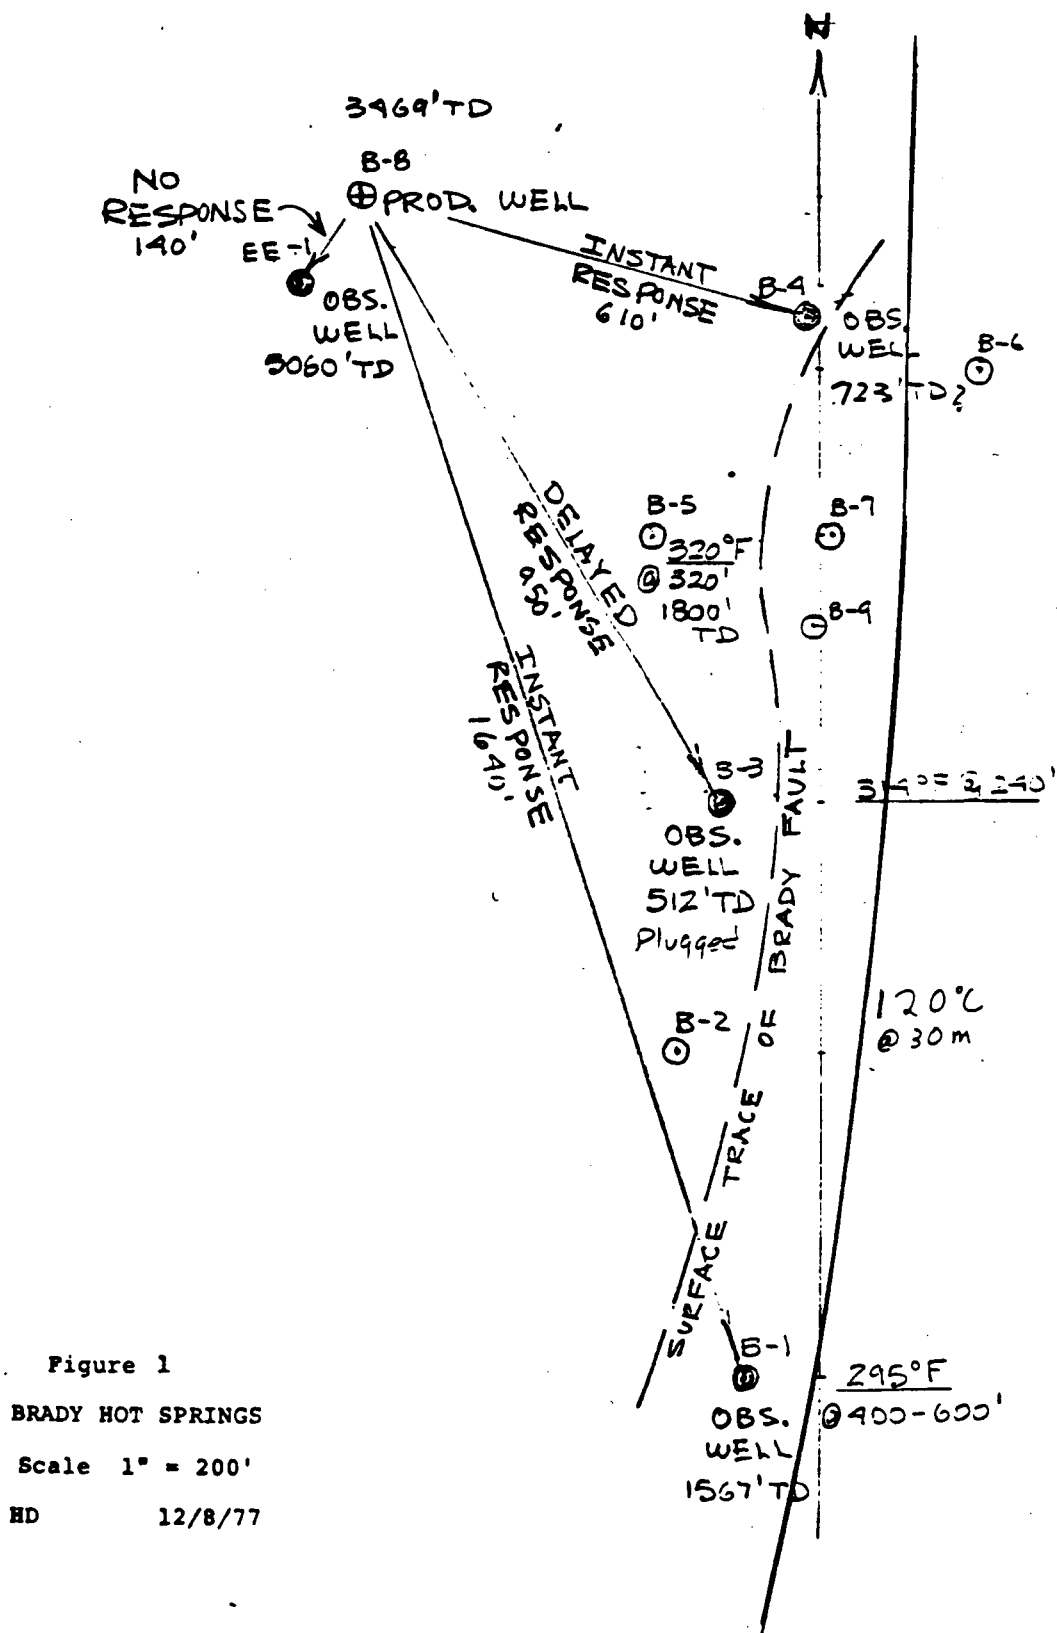 N
3469' TD
B-8
PROD. WELL
NO
RESPONSE
140'
EE-1
OBS.
WELL
5060' TD
INSTANT
RESPONSE
610'
B-4
OBS.
WELL
723' TD?
B-6
B-5
320°F
@ 320'
1800'
TD
B-7
B-9
DELAYED
RESPONSE
950'
INSTANT
RESPONSE
1640'
B-3
OBS.
WELL
512' TD
Plugged
240'
B-2
120°C
@ 30 m
SURFACE TRACE OF BRADY FAULT
B-1
OBS.
WELL
1567' TD
295°F
@ 400-600'
Figure 1
BRADY HOT SPRINGS
Scale 1" = 200'
HD 12/8/77